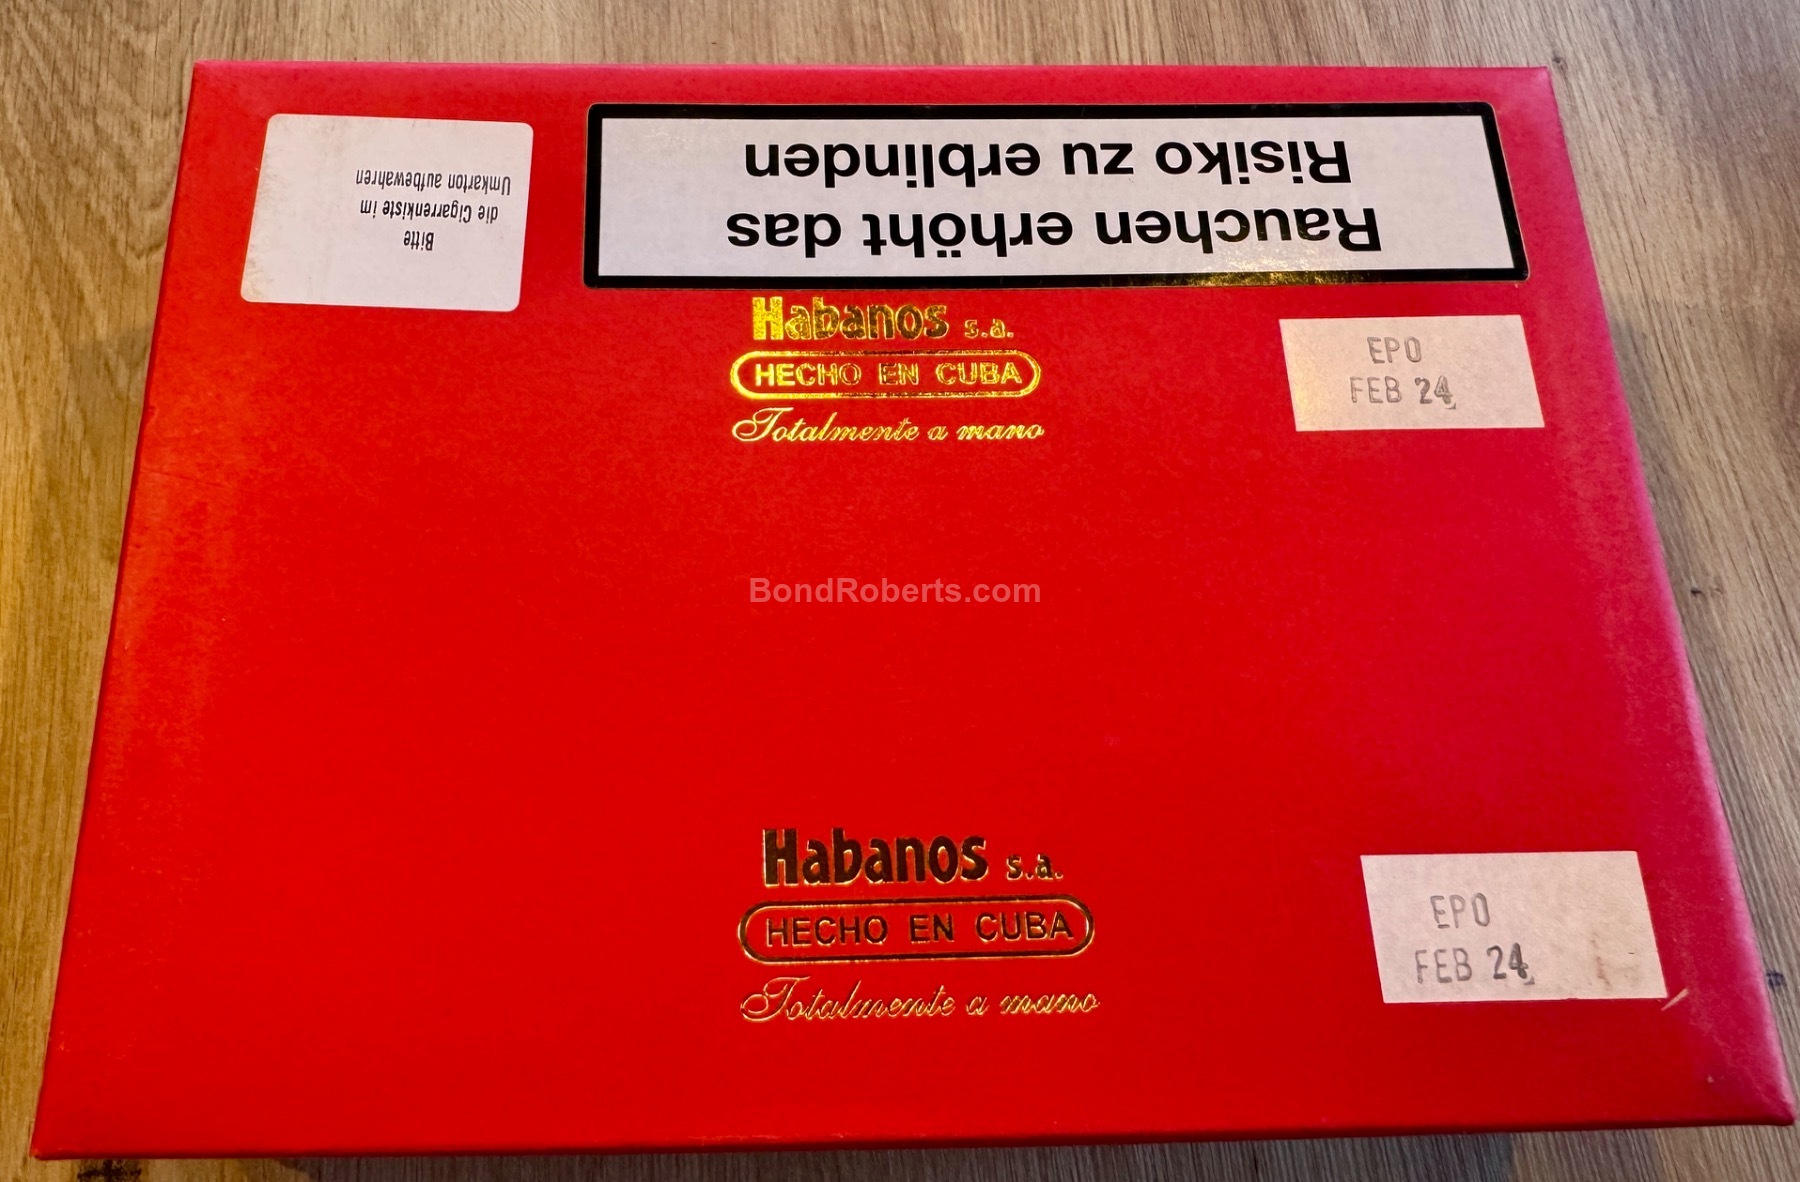 Bitte
die Cigarrenkiste im
Umkarton aufbewahren
Rauchen erhöht das
Risiko zu erblinden
Habanos s.a.
HECHO EN CUBA
Totalmente a mano
EPO
FEB 24
BondRoberts.com
Habanos s.a.
HECHO EN CUBA
Totalmente a mano
EPO
FEB 24